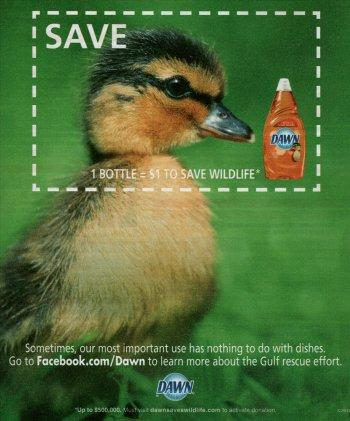 SAVE
DAWN
1 BOTTLE = $1 TO SAVE WILDLIFE*
Sometimes, our most important use has nothing to do with dishes.
Go to Facebook.com/Dawn to learn more about the Gulf rescue effort.
DAWN
*Up to $500,000. Must visit dawnsaveswildlife.com to activate donation.